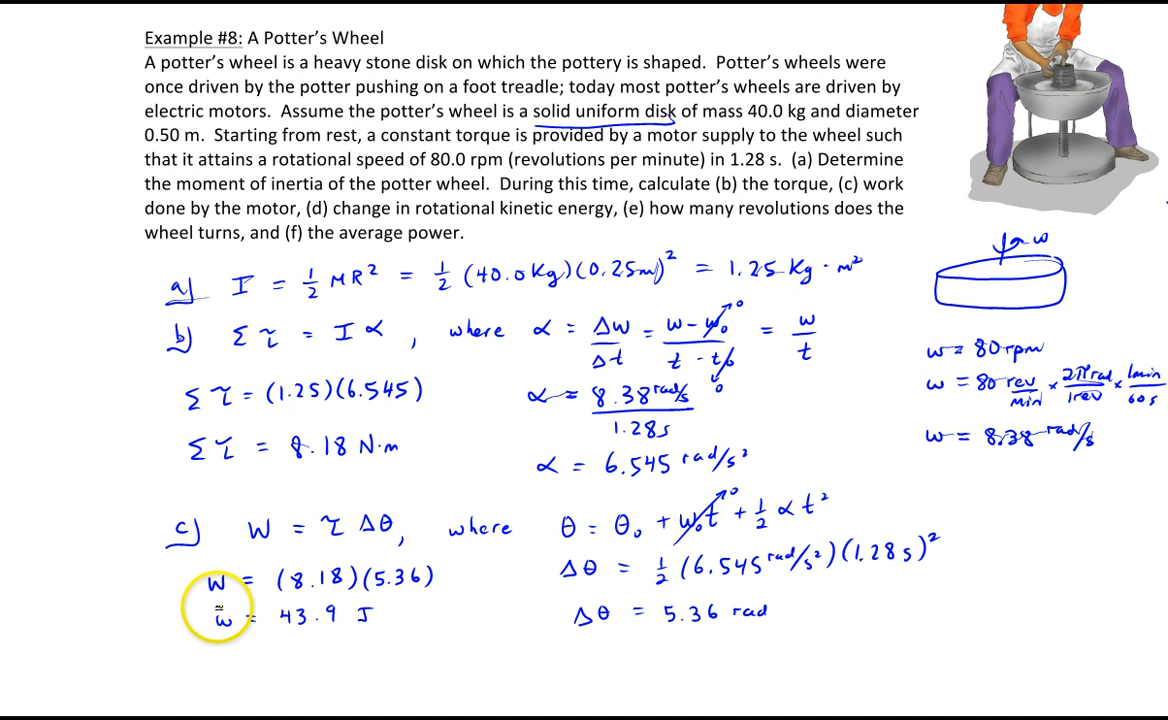 Example #8: A Potter's Wheel
A potter's wheel is a heavy stone disk on which the pottery is shaped. Potter's wheels were
once driven by the potter pushing on a foot treadle; today most potter's wheels are driven by
electric motors. Assume the potter's wheel is a solid uniform disk of mass 40.0 kg and diameter
0.50 m. Starting from rest, a constant torque is provided by a motor supply to the wheel such
that it attains a rotational speed of 80.0 rpm (revolutions per minute) in 1.28 s. (a) Determine
the moment of inertia of the potter wheel. During this time, calculate (b) the torque, (c) work
done by the motor, (d) change in rotational kinetic energy, (e) how many revolutions does the
wheel turns, and (f) the average power.
a) I = 1/2 MR² = 1/2 (40.0 Kg)(0.25m)² = 1.25 Kg·m²
ω
b) Στ = Iα, where α = Δω/Δt = ω-ω₀/t-t₀ = ω/t
0
0
Στ = (1.25)(6.545)
α = 8.38 rad/s / 1.28s
Στ = 8.18 N·m
α = 6.545 rad/s²
ω = 80 rpm
ω = 80 rev/min × 2π rad/1rev × 1min/60s
ω = 8.38 rad/s
c) W = τ Δθ, where θ = θ₀ + ω₀t + 1/2 αt²
0
W = (8.18)(5.36)
Δθ = 1/2 (6.545 rad/s²)(1.28s)²
W = 43.9 J
Δθ = 5.36 rad